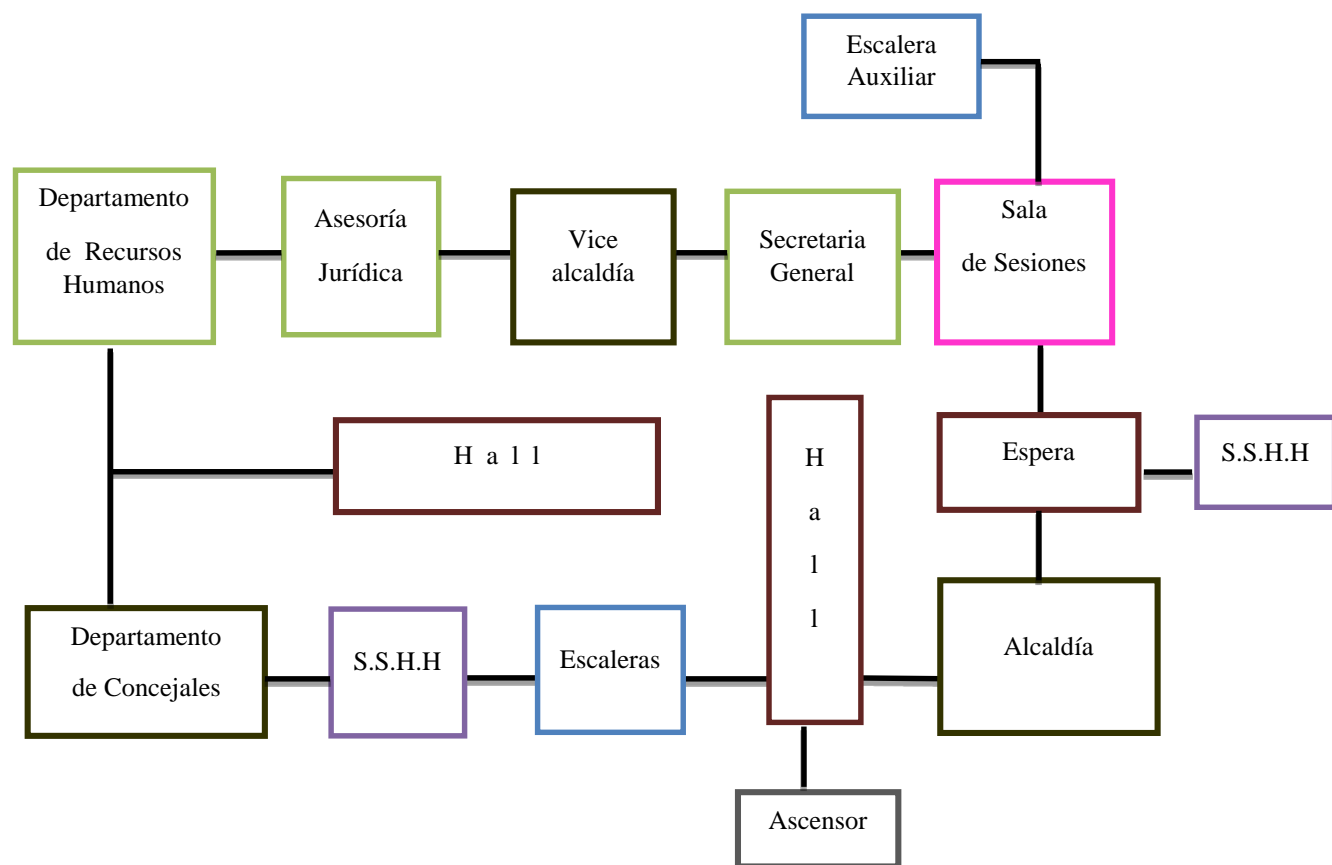 Escalera
Auxiliar
Departamento
de Recursos
Humanos
Asesoría
Jurídica
Vice
alcaldía
Secretaria
General
Sala
de Sesiones
H a l l
H
a
l
l
Espera
S.S.H.H
Departamento
de Concejales
S.S.H.H
Escaleras
Alcaldía
Ascensor